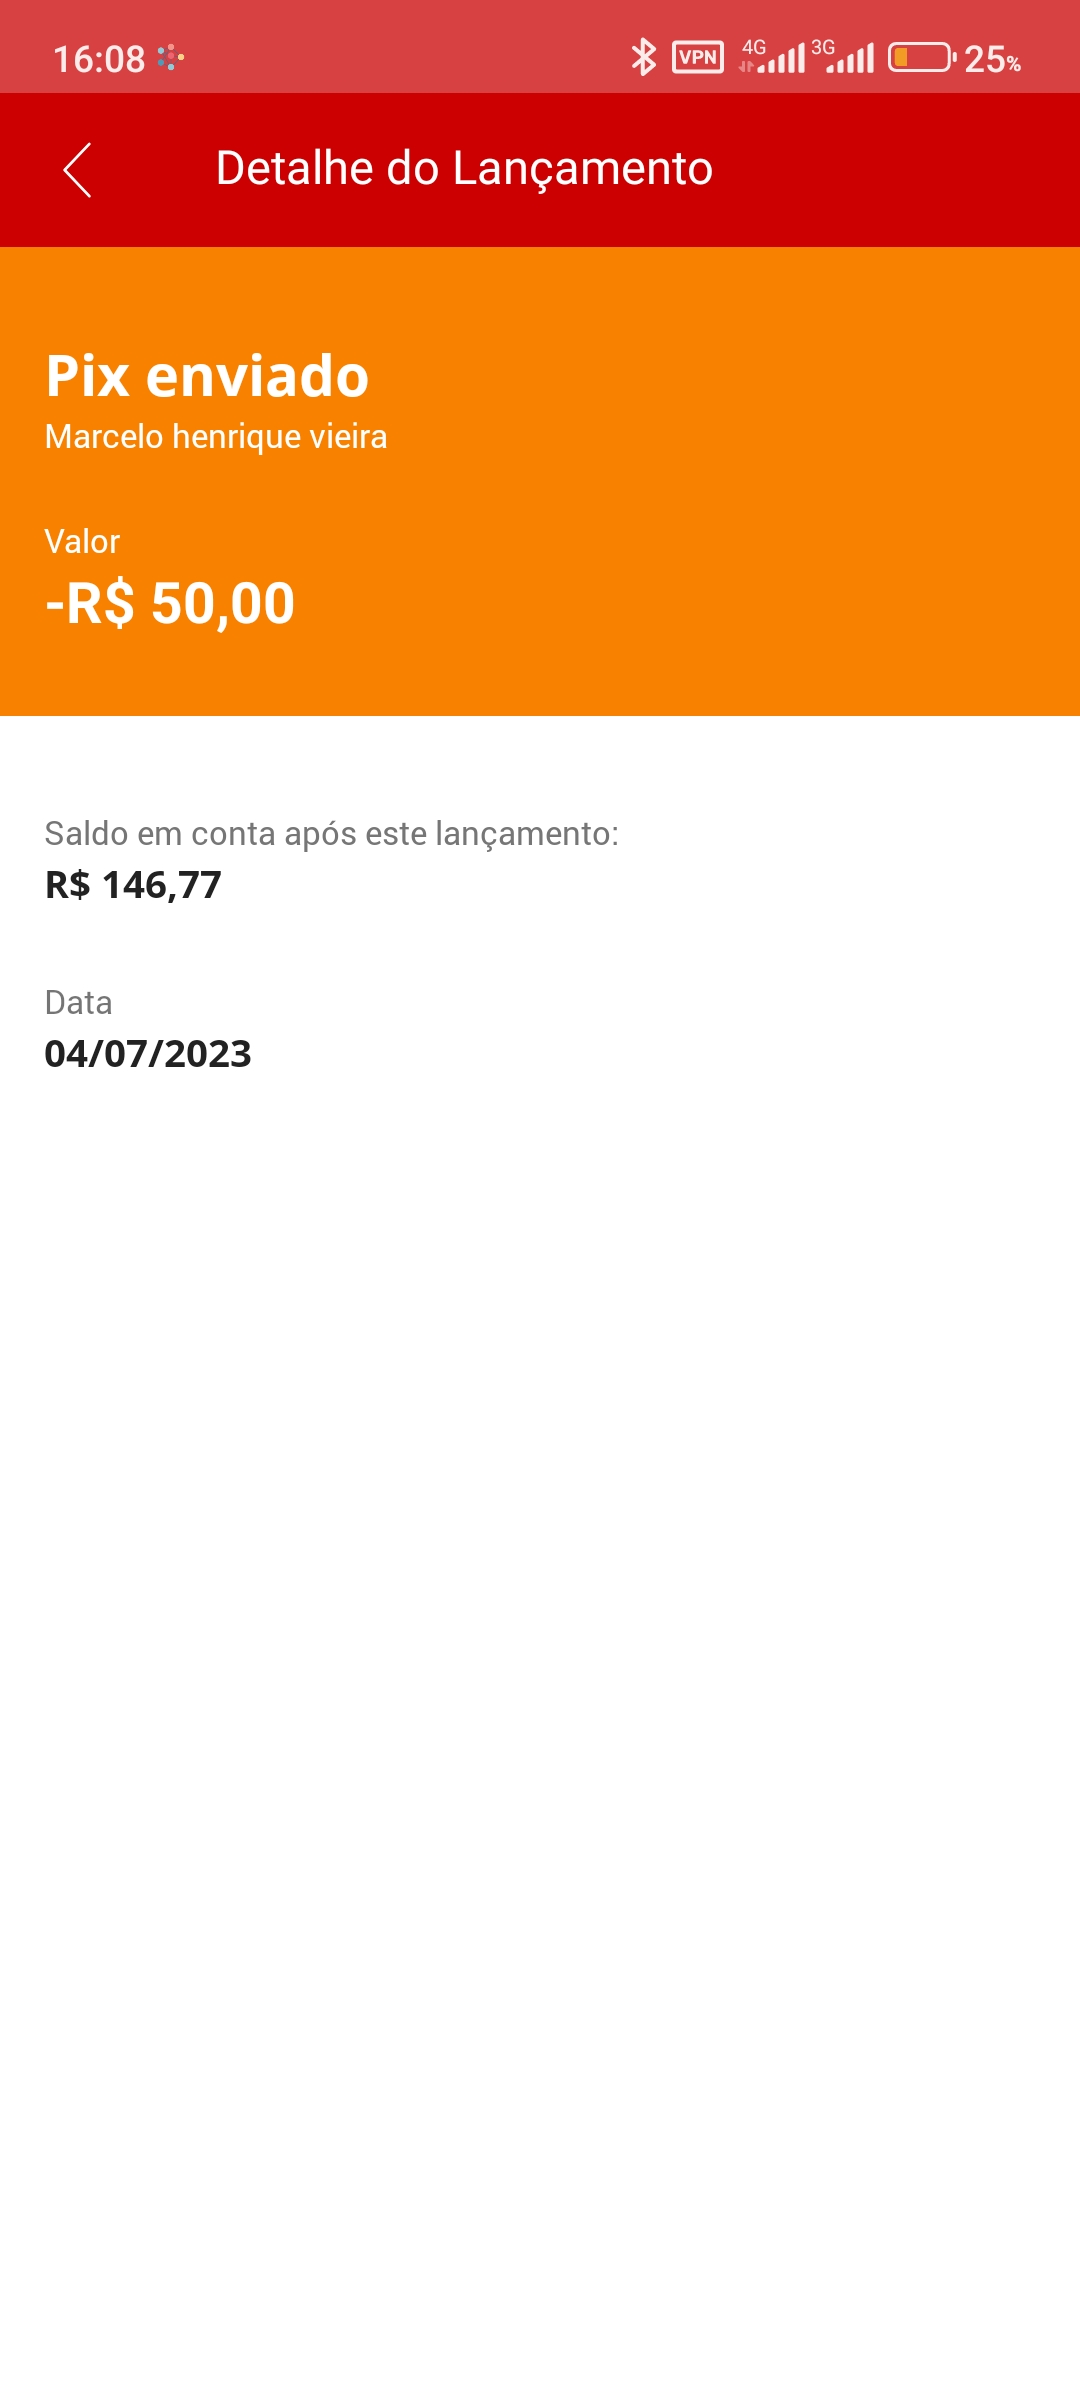 16:08
VPN 4G 3G 25%
Detalhe do Lançamento
Pix enviado
Marcelo henrique vieira
Valor
-R$ 50,00
Saldo em conta após este lançamento:
R$ 146,77
Data
04/07/2023